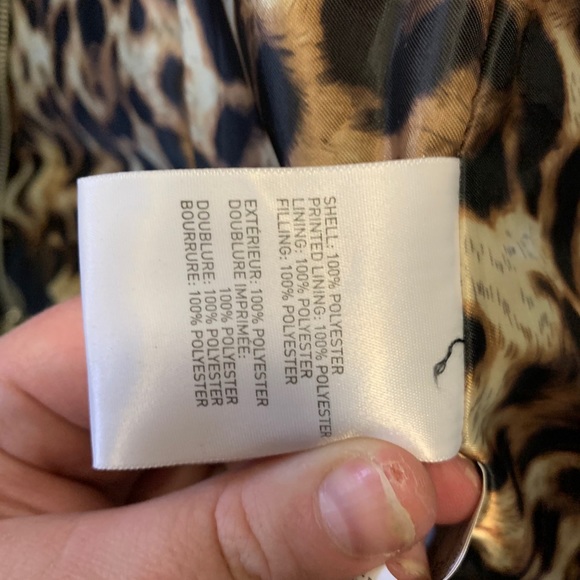 SHELL: 100% POLYESTER
PRINTED LINING: 100% POLYESTER
LINING: 100% POLYESTER
FILLING: 100% POLYESTER
EXTÉRIEUR: 100% POLYESTER
DOUBLURE IMPRIMÉE:
100% POLYESTER
DOUBLURE: 100% POLYESTER
BOURRURE: 100% POLYESTER